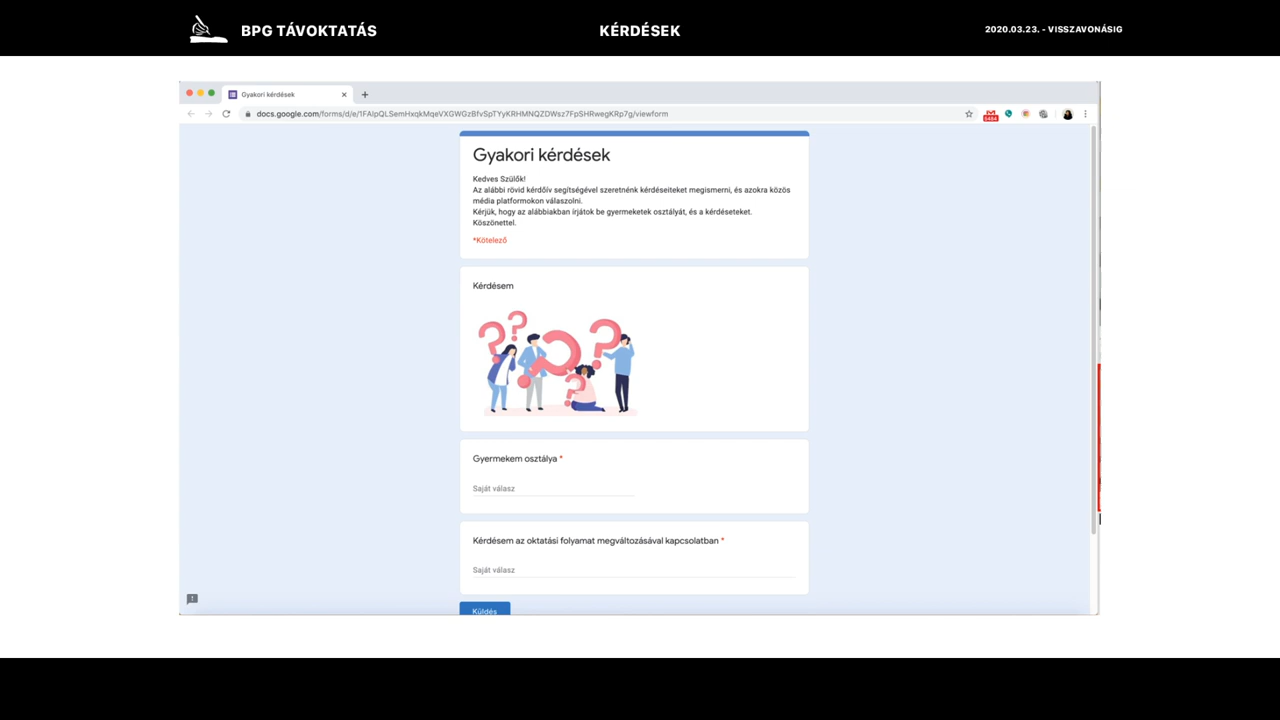 BPG TÁVOKTATÁS
KÉRDÉSEK
2020.03.23. - VISSZAVONÁSIG
Gyakori kérdések
docs.google.com/forms/d/e/1FAIpQLSemHxqkMqeVXGWGzBfvSpTYyKRHMNQZDWsz7FpSHRwegKRp7g/viewform
Gyakori kérdések
Kedves Szülők!
Az alábbi rövid kérdőív segítségével szeretnénk kérdéseiteket megismerni, és azokra közös
média platformokon válaszolni.
Kérjük, hogy az alábbiakban írjátok be gyermeketek osztályát, és a kérdéseteket.
Köszönettel.
*Kötelező
Kérdésem
Gyermekem osztálya *
Saját válasz
Kérdésem az oktatási folyamat megváltozásával kapcsolatban *
Saját válasz
Küldés